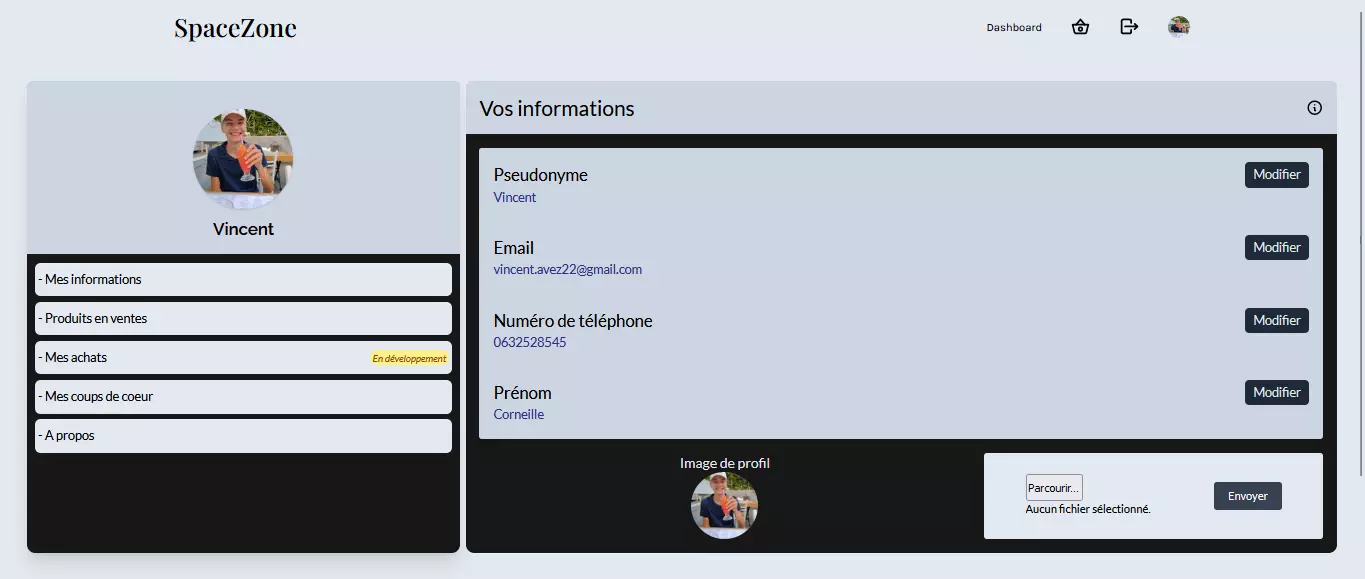 SpaceZone
Dashboard
Vincent
- Mes informations
- Produits en ventes
- Mes achats
En développement
- Mes coups de coeur
- A propos
Vos informations
Pseudonyme
Modifier
Vincent
Email
Modifier
vincent.avez22@gmail.com
Numéro de téléphone
Modifier
0632528545
Prénom
Modifier
Corneille
Image de profil
Parcourir...
Aucun fichier sélectionné.
Envoyer